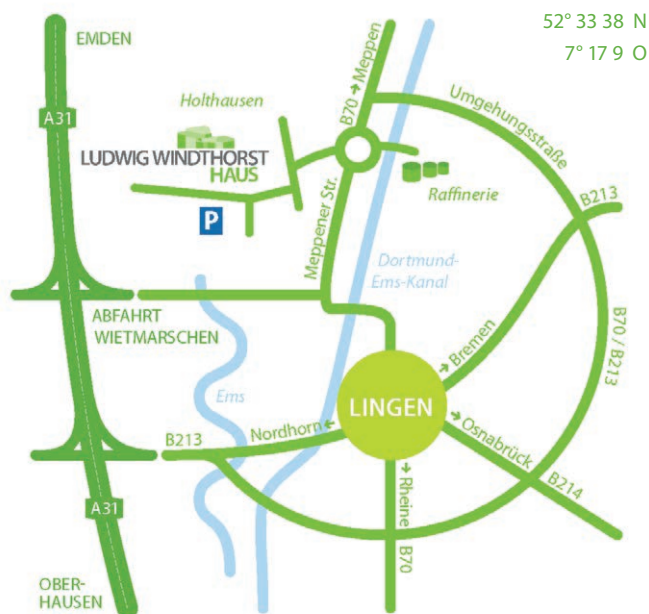 52° 33 38 N
7° 17 9 O
EMDEN
A31
B70 → Meppen
Umgehungsstraße
Holthausen
LUDWIG WINDTHORST
HAUS
P
Raffinerie
B213
Meppener Str.
Dortmund-
Ems-Kanal
ABFAHRT
WIETMARSCHEN
→ Bremen
B70 / B213
Ems
LINGEN
B213
Nordhorn ←
→ Osnabrück
B214
→ Rheine
B70
A31
OBER-
HAUSEN